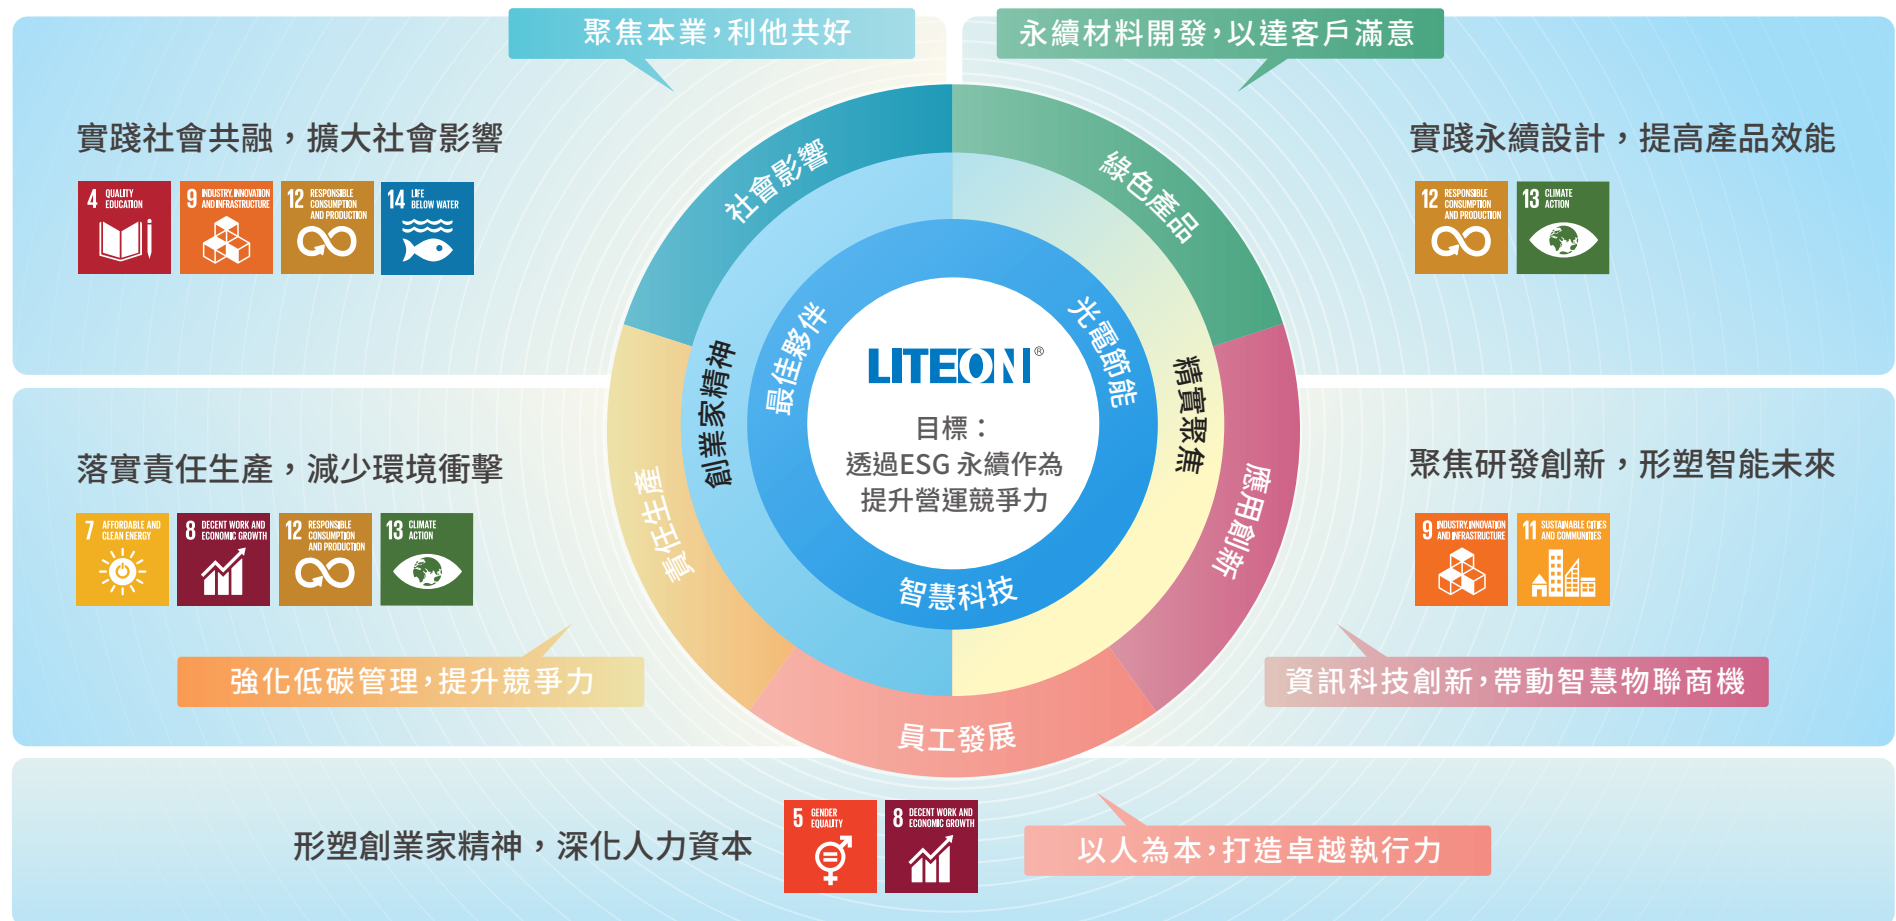 聚焦本業，利他共好
永續材料開發，以達客戶滿意
實踐社會共融，擴大社會影響
4 QUALITY
EDUCATION
9 INDUSTRY, INNOVATION
AND INFRASTRUCTURE
12 RESPONSIBLE
CONSUMPTION
AND PRODUCTION
14 LIFE
BELOW WATER
實踐永續設計，提高產品效能
12 RESPONSIBLE
CONSUMPTION
AND PRODUCTION
13 CLIMATE
ACTION
社會影響
綠色產品
創業家精神
最佳夥伴
光電節能
精實聚焦
LITEON®
目標：
透過ESG 永續作為
提升營運競爭力
智慧科技
責任生產
應用創新
員工發展
落實責任生產，減少環境衝擊
7 AFFORDABLE AND
CLEAN ENERGY
8 DECENT WORK AND
ECONOMIC GROWTH
12 RESPONSIBLE
CONSUMPTION
AND PRODUCTION
13 CLIMATE
ACTION
強化低碳管理，提升競爭力
聚焦研發創新，形塑智能未來
9 INDUSTRY, INNOVATION
AND INFRASTRUCTURE
11 SUSTAINABLE CITIES
AND COMMUNITIES
資訊科技創新，帶動智慧物聯商機
形塑創業家精神，深化人力資本
5 GENDER
EQUALITY
8 DECENT WORK AND
ECONOMIC GROWTH
以人為本，打造卓越執行力